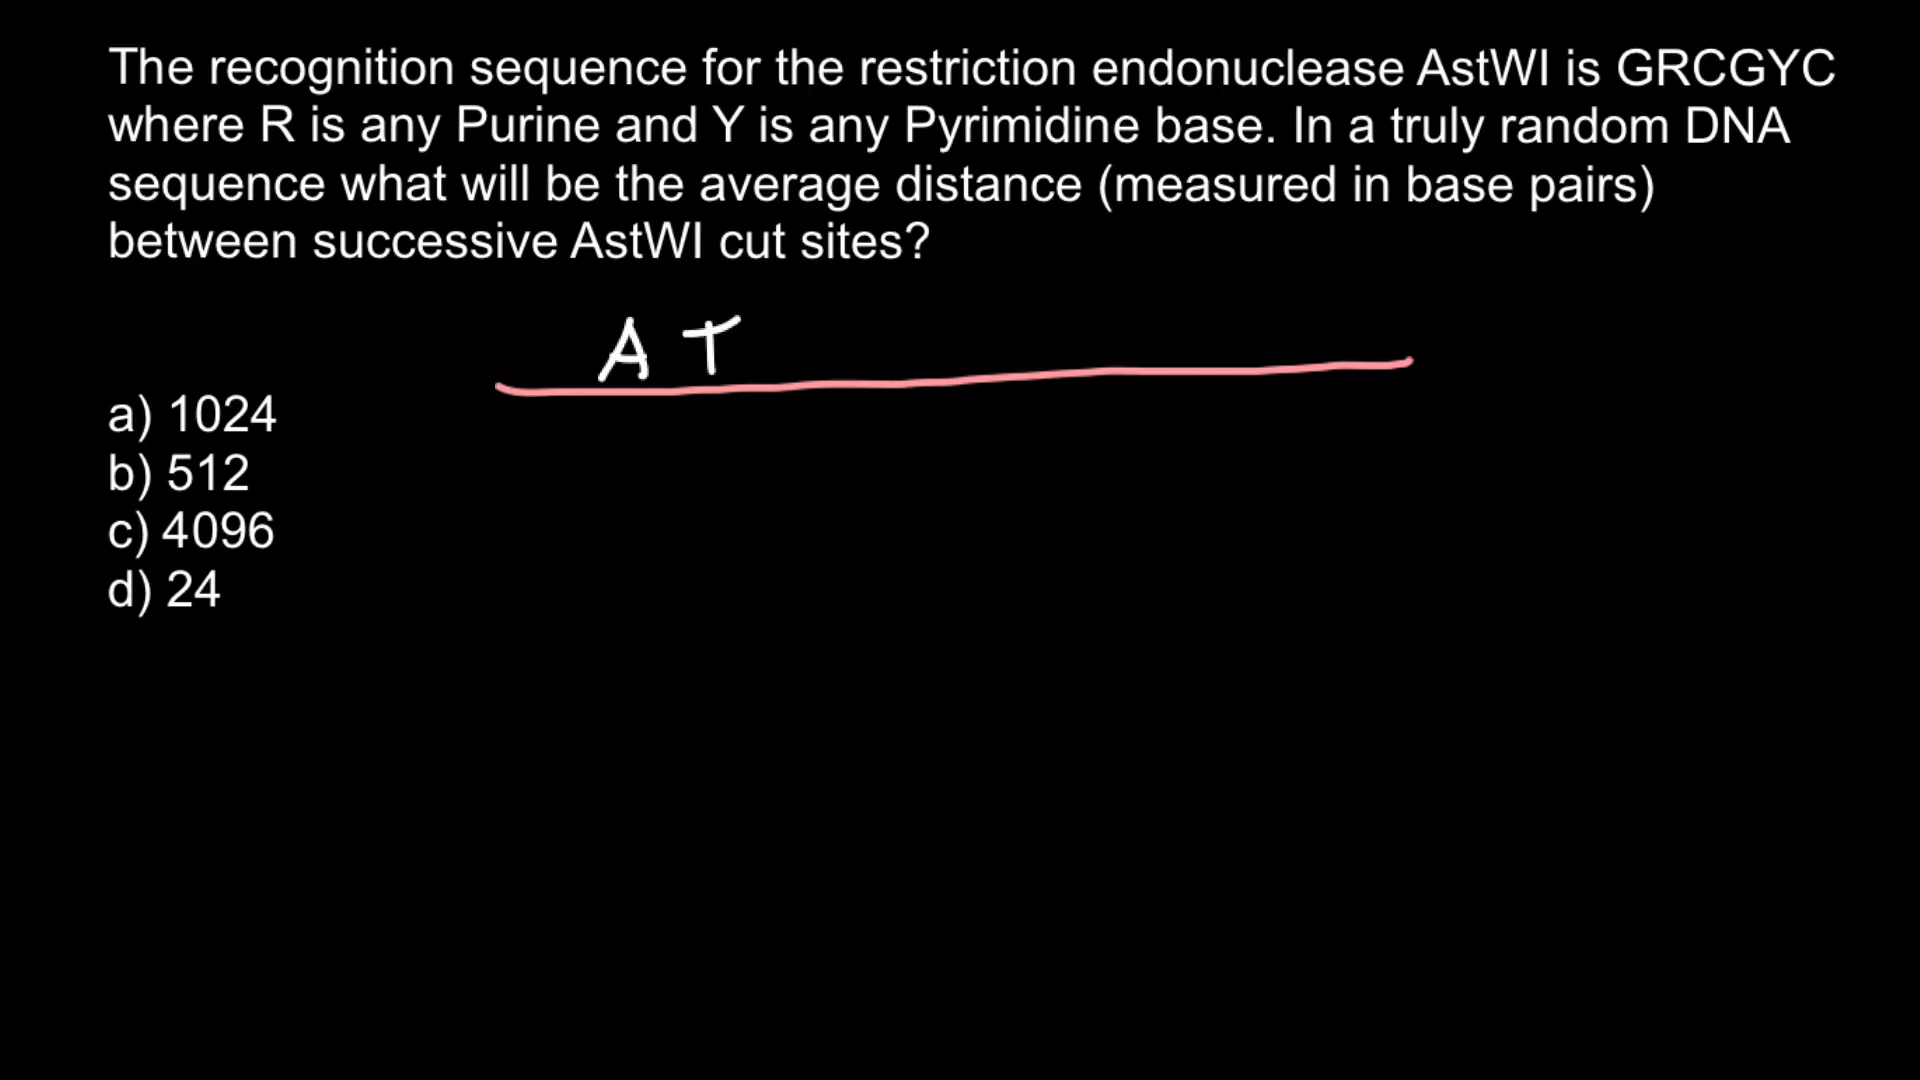 The recognition sequence for the restriction endonuclease AstWI is GRCGYC
where R is any Purine and Y is any Pyrimidine base. In a truly random DNA
sequence what will be the average distance (measured in base pairs)
between successive AstWI cut sites?
A T
a) 1024
b) 512
c) 4096
d) 24